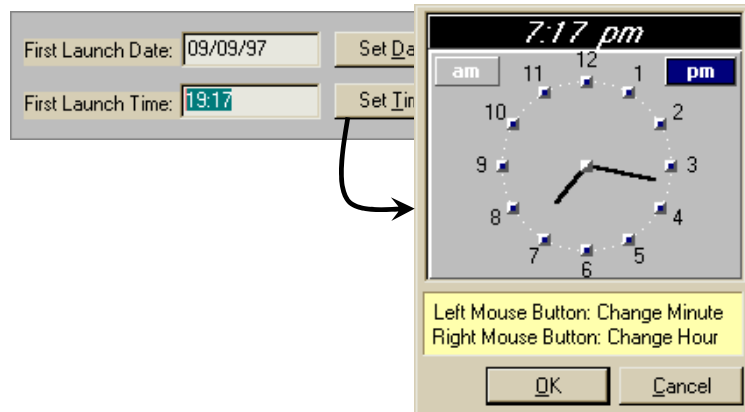 First Launch Date: 09/09/97 Set Da
First Launch Time: 19:17 Set Tim
7:17 pm
am
pm
12
1
2
3
4
5
6
7
8
9
10
11
Left Mouse Button: Change Minute
Right Mouse Button: Change Hour
OK Cancel